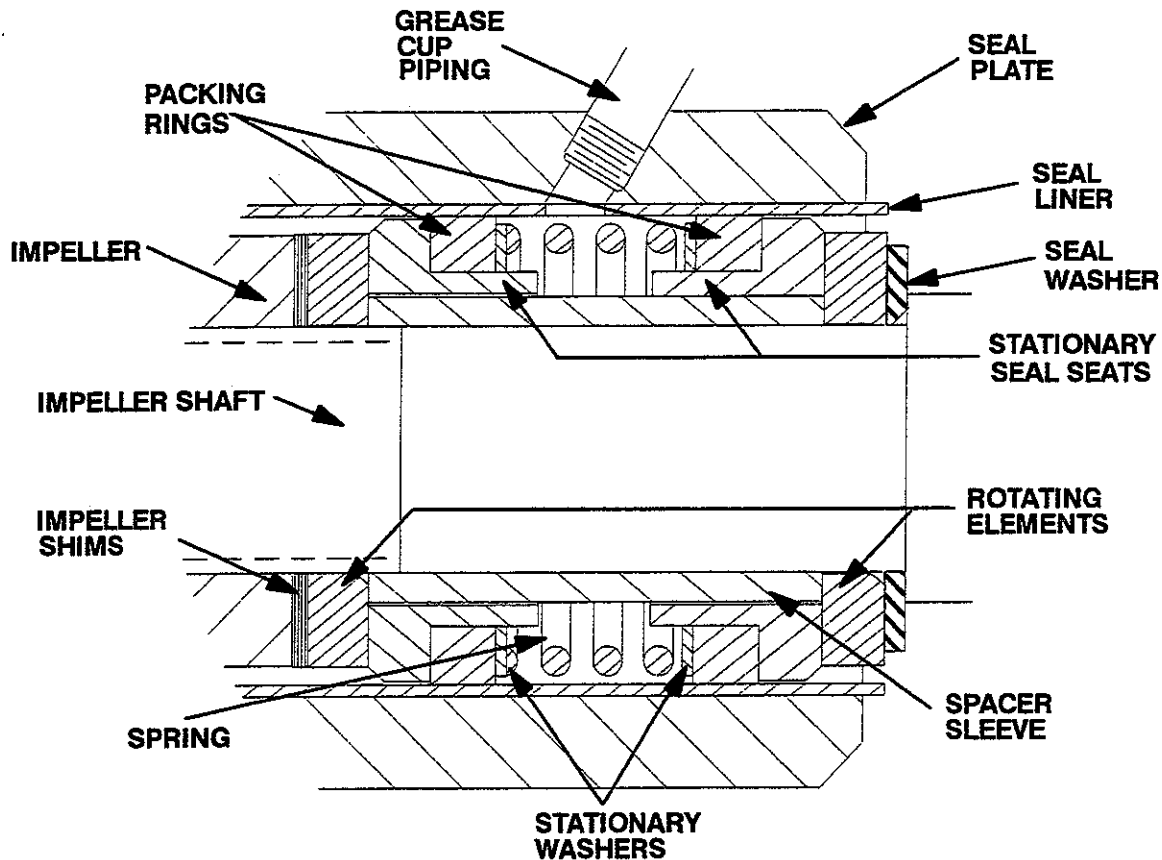 GREASE
CUP
PIPING
SEAL
PLATE
PACKING
RINGS
SEAL
LINER
IMPELLER
SEAL
WASHER
STATIONARY
SEAL SEATS
IMPELLER SHAFT
ROTATING
ELEMENTS
IMPELLER
SHIMS
SPACER
SLEEVE
SPRING
STATIONARY
WASHERS